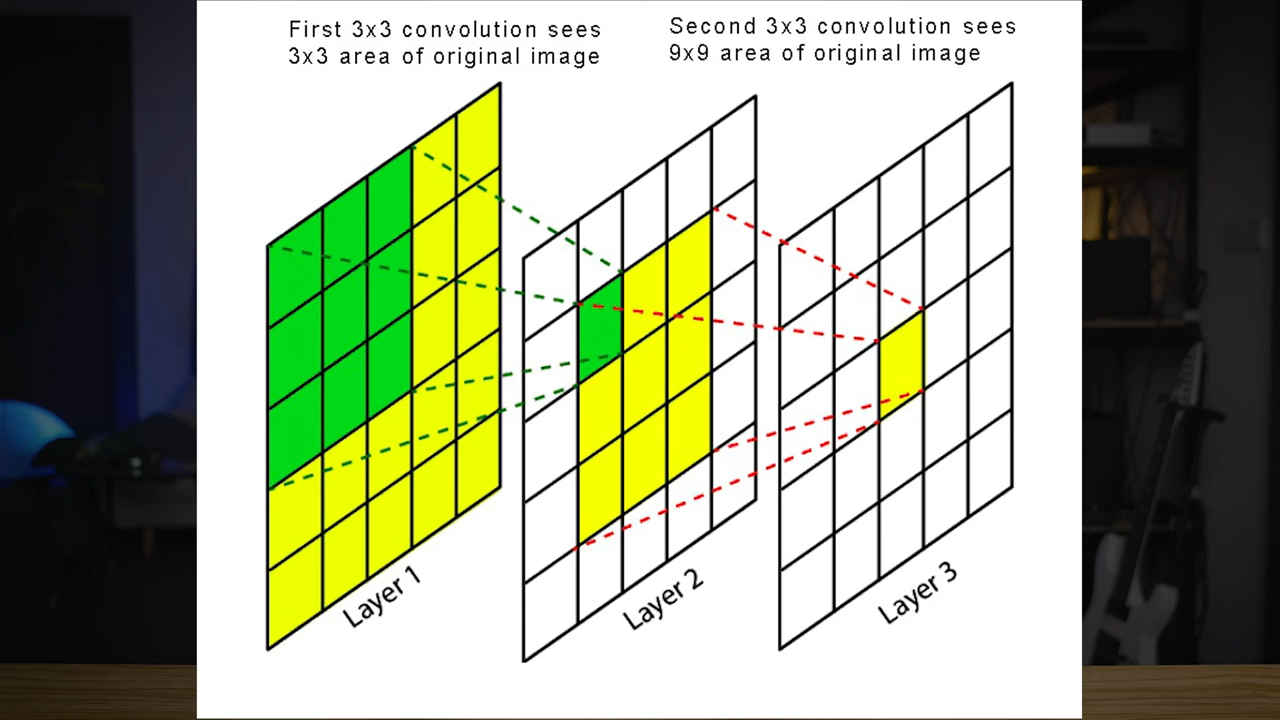 First 3x3 convolution sees
3x3 area of original image
Second 3x3 convolution sees
9x9 area of original image
Layer 1
Layer 2
Layer 3